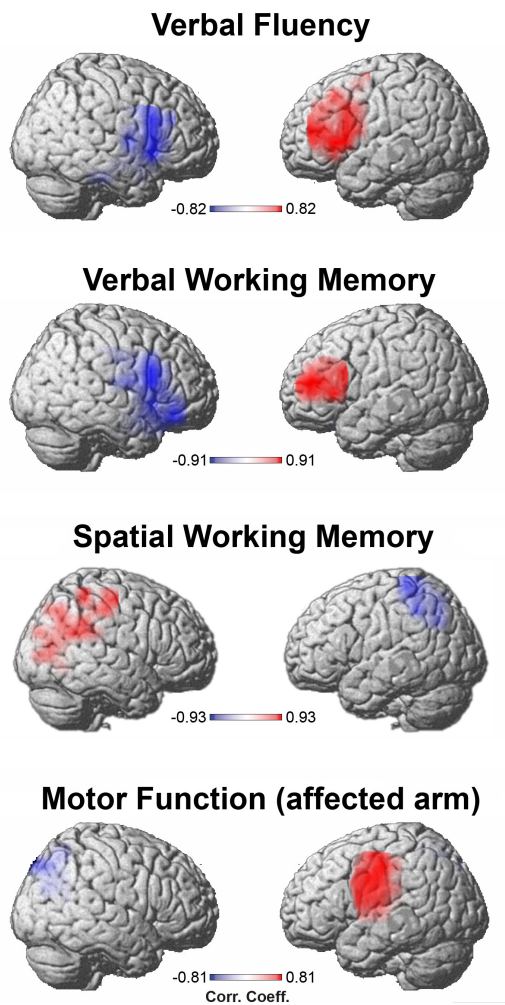 Verbal Fluency
-0.82 0.82
Verbal Working Memory
-0.91 0.91
Spatial Working Memory
-0.93 0.93
Motor Function (affected arm)
-0.81 0.81
Corr. Coeff.